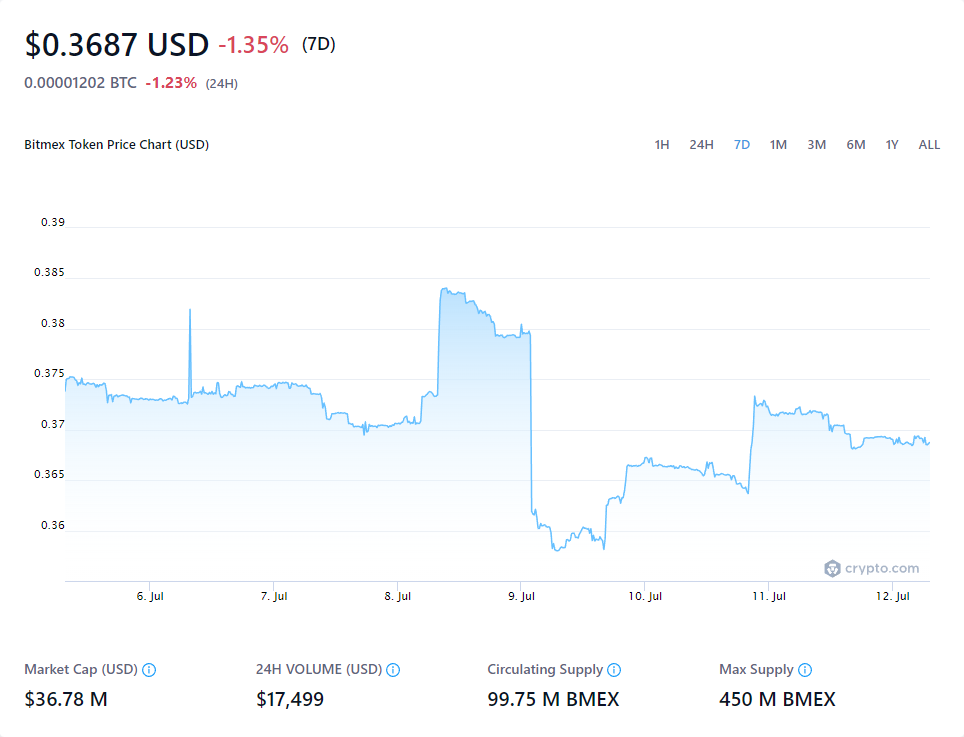 $0.3687 USD -1.35% (7D)
0.00001202 BTC -1.23% (24H)
Bitmex Token Price Chart (USD) 1H 24H 7D 1M 3M 6M 1Y ALL
0.39
0.385
0.38
0.375
0.37
0.365
0.36
crypto.com
6. Jul 7. Jul 8. Jul 9. Jul 10. Jul 11. Jul 12. Jul
Market Cap (USD) 24H VOLUME (USD) Circulating Supply Max Supply
$36.78 M $17,499 99.75 M BMEX 450 M BMEX